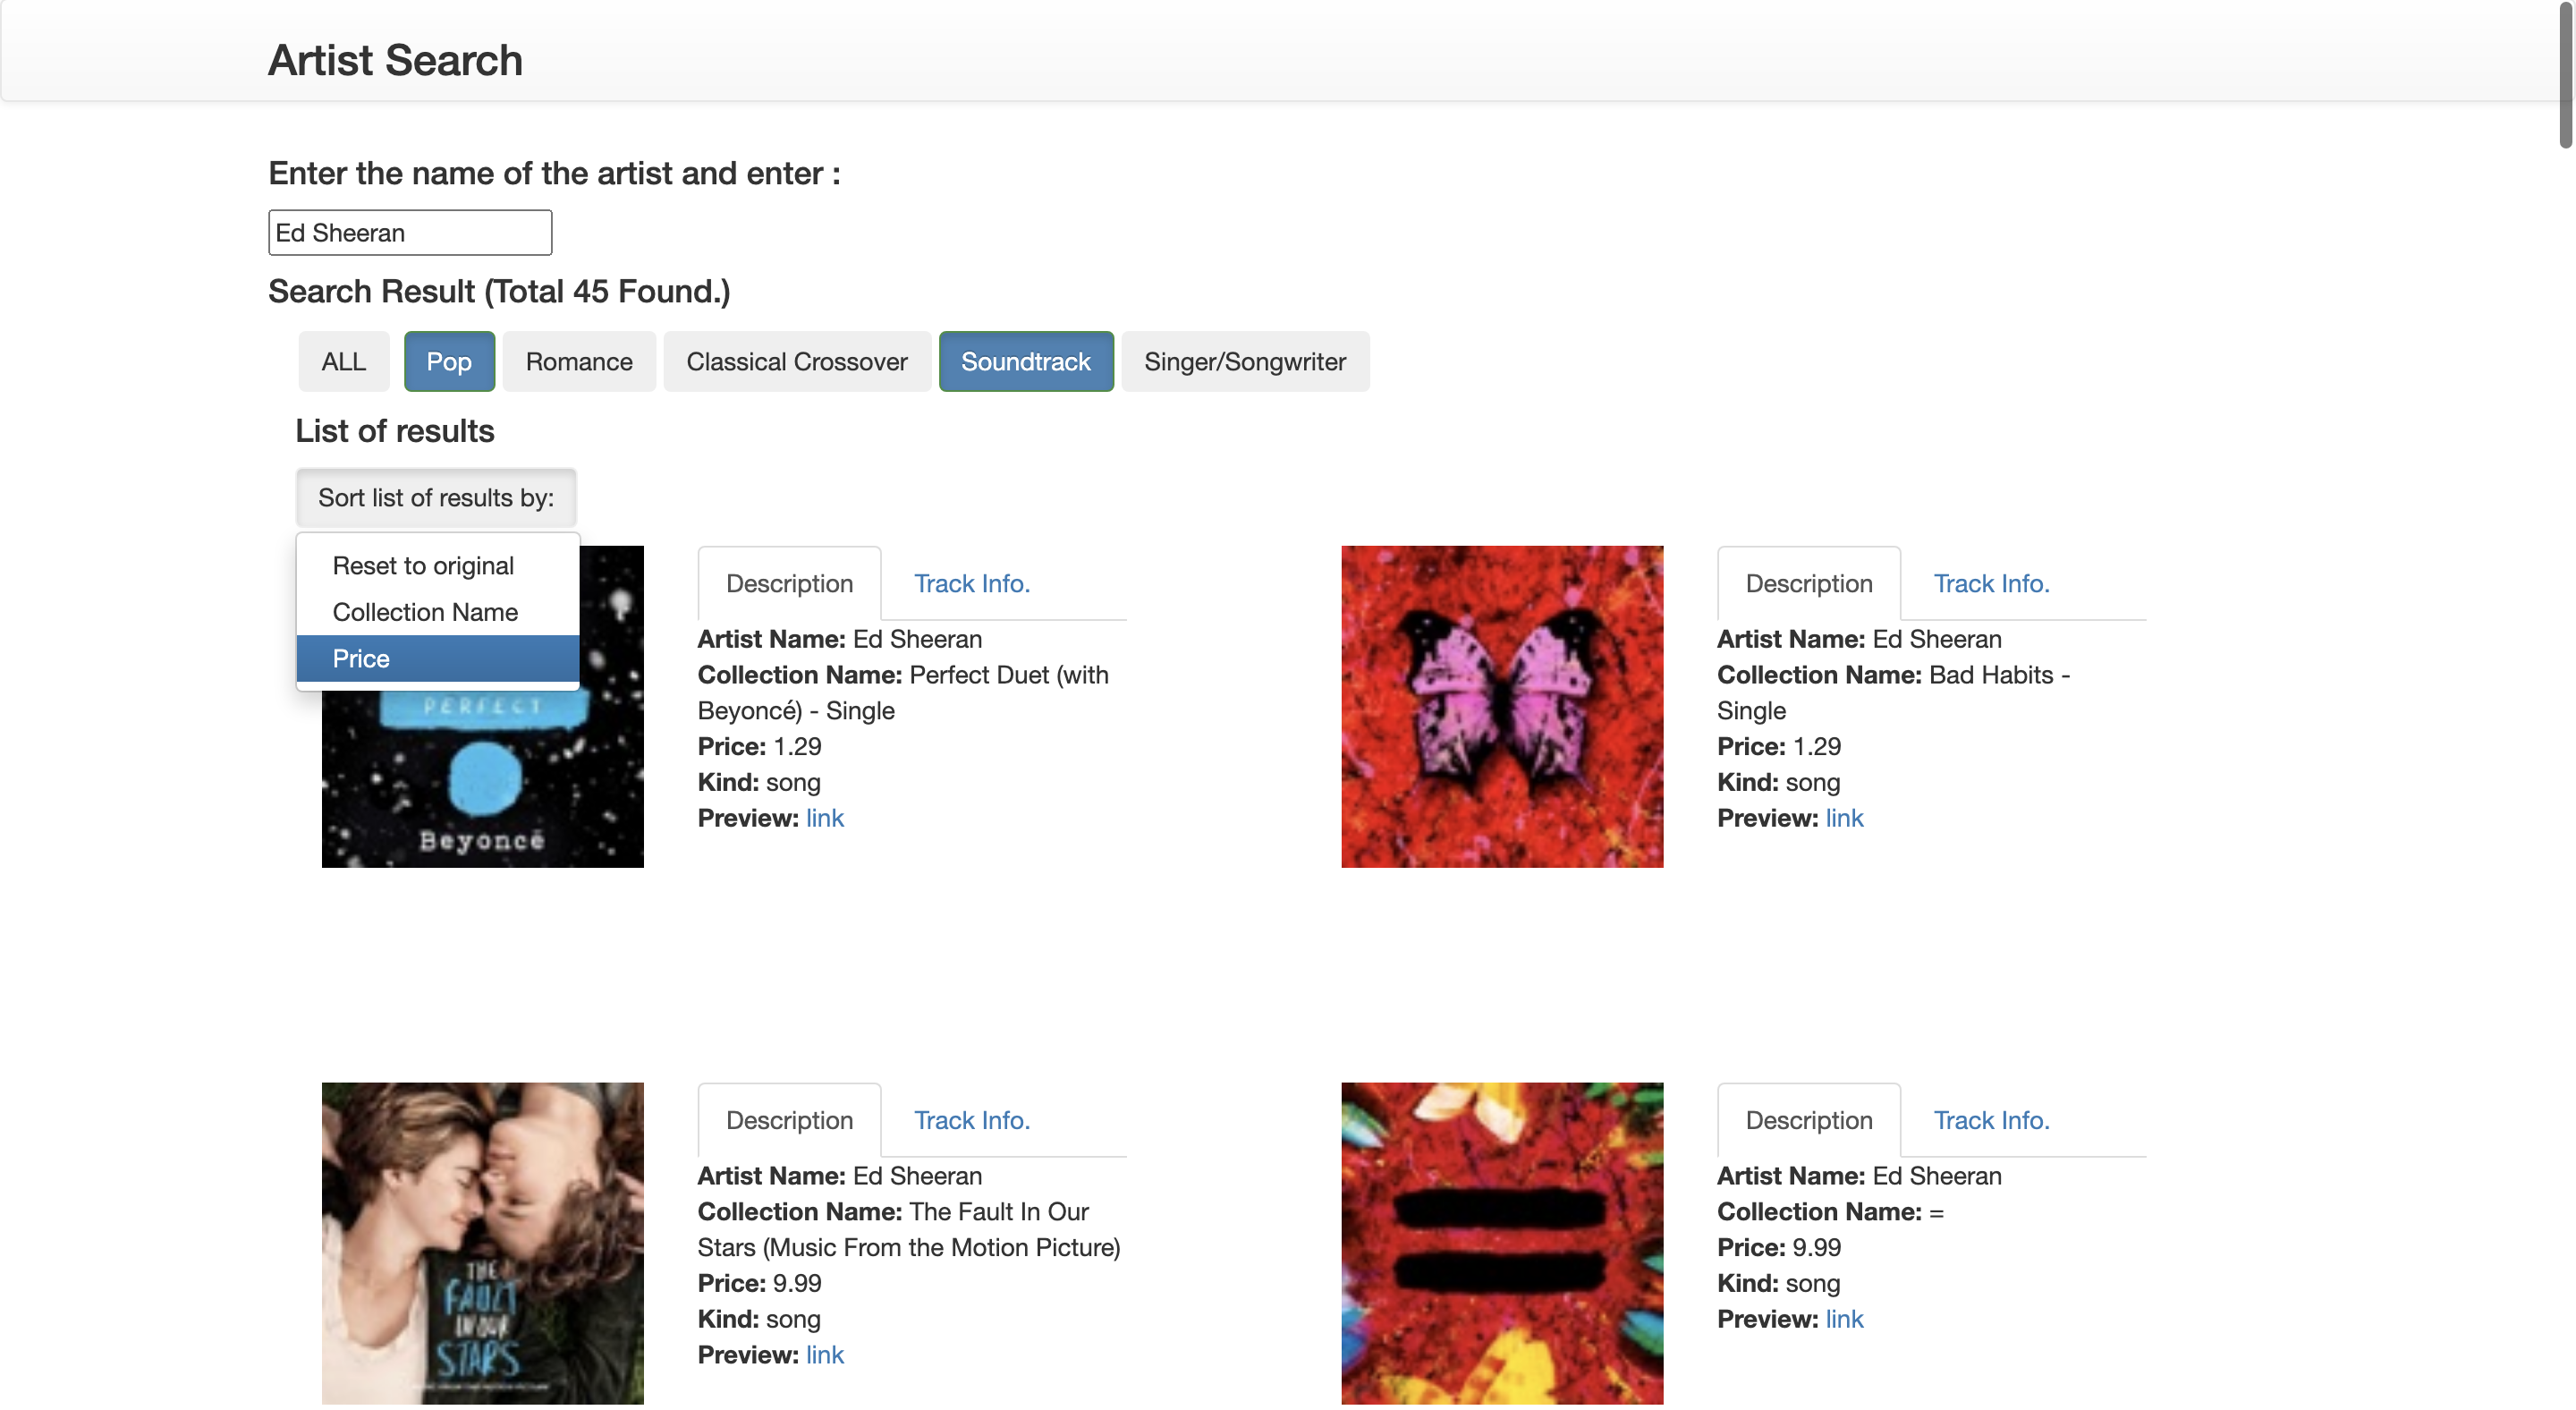 Artist Search
Enter the name of the artist and enter :
Ed Sheeran
Search Result (Total 45 Found.)
ALL Pop Romance Classical Crossover Soundtrack Singer/Songwriter
List of results
Sort list of results by:
Reset to original
Collection Name
Price
PERFECT
Beyoncé
Description Track Info.
Artist Name: Ed Sheeran
Collection Name: Perfect Duet (with
Beyoncé) - Single
Price: 1.29
Kind: song
Preview: link
Description Track Info.
Artist Name: Ed Sheeran
Collection Name: Bad Habits -
Single
Price: 1.29
Kind: song
Preview: link
THE
FAULT
IN OUR
STARS
Description Track Info.
Artist Name: Ed Sheeran
Collection Name: The Fault In Our
Stars (Music From the Motion Picture)
Price: 9.99
Kind: song
Preview: link
Description Track Info.
Artist Name: Ed Sheeran
Collection Name: =
Price: 9.99
Kind: song
Preview: link